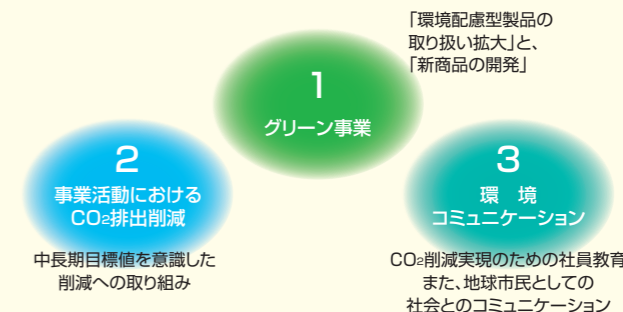 「環境配慮型製品の
取り扱い拡大」と、
「新商品の開発」
1
グリーン事業
2
事業活動における
CO2排出削減
中長期目標値を意識した
削減への取り組み
3
環 境
コミュニケーション
CO2削減実現のための社員教育
また、地球市民としての
社会とのコミュニケーション